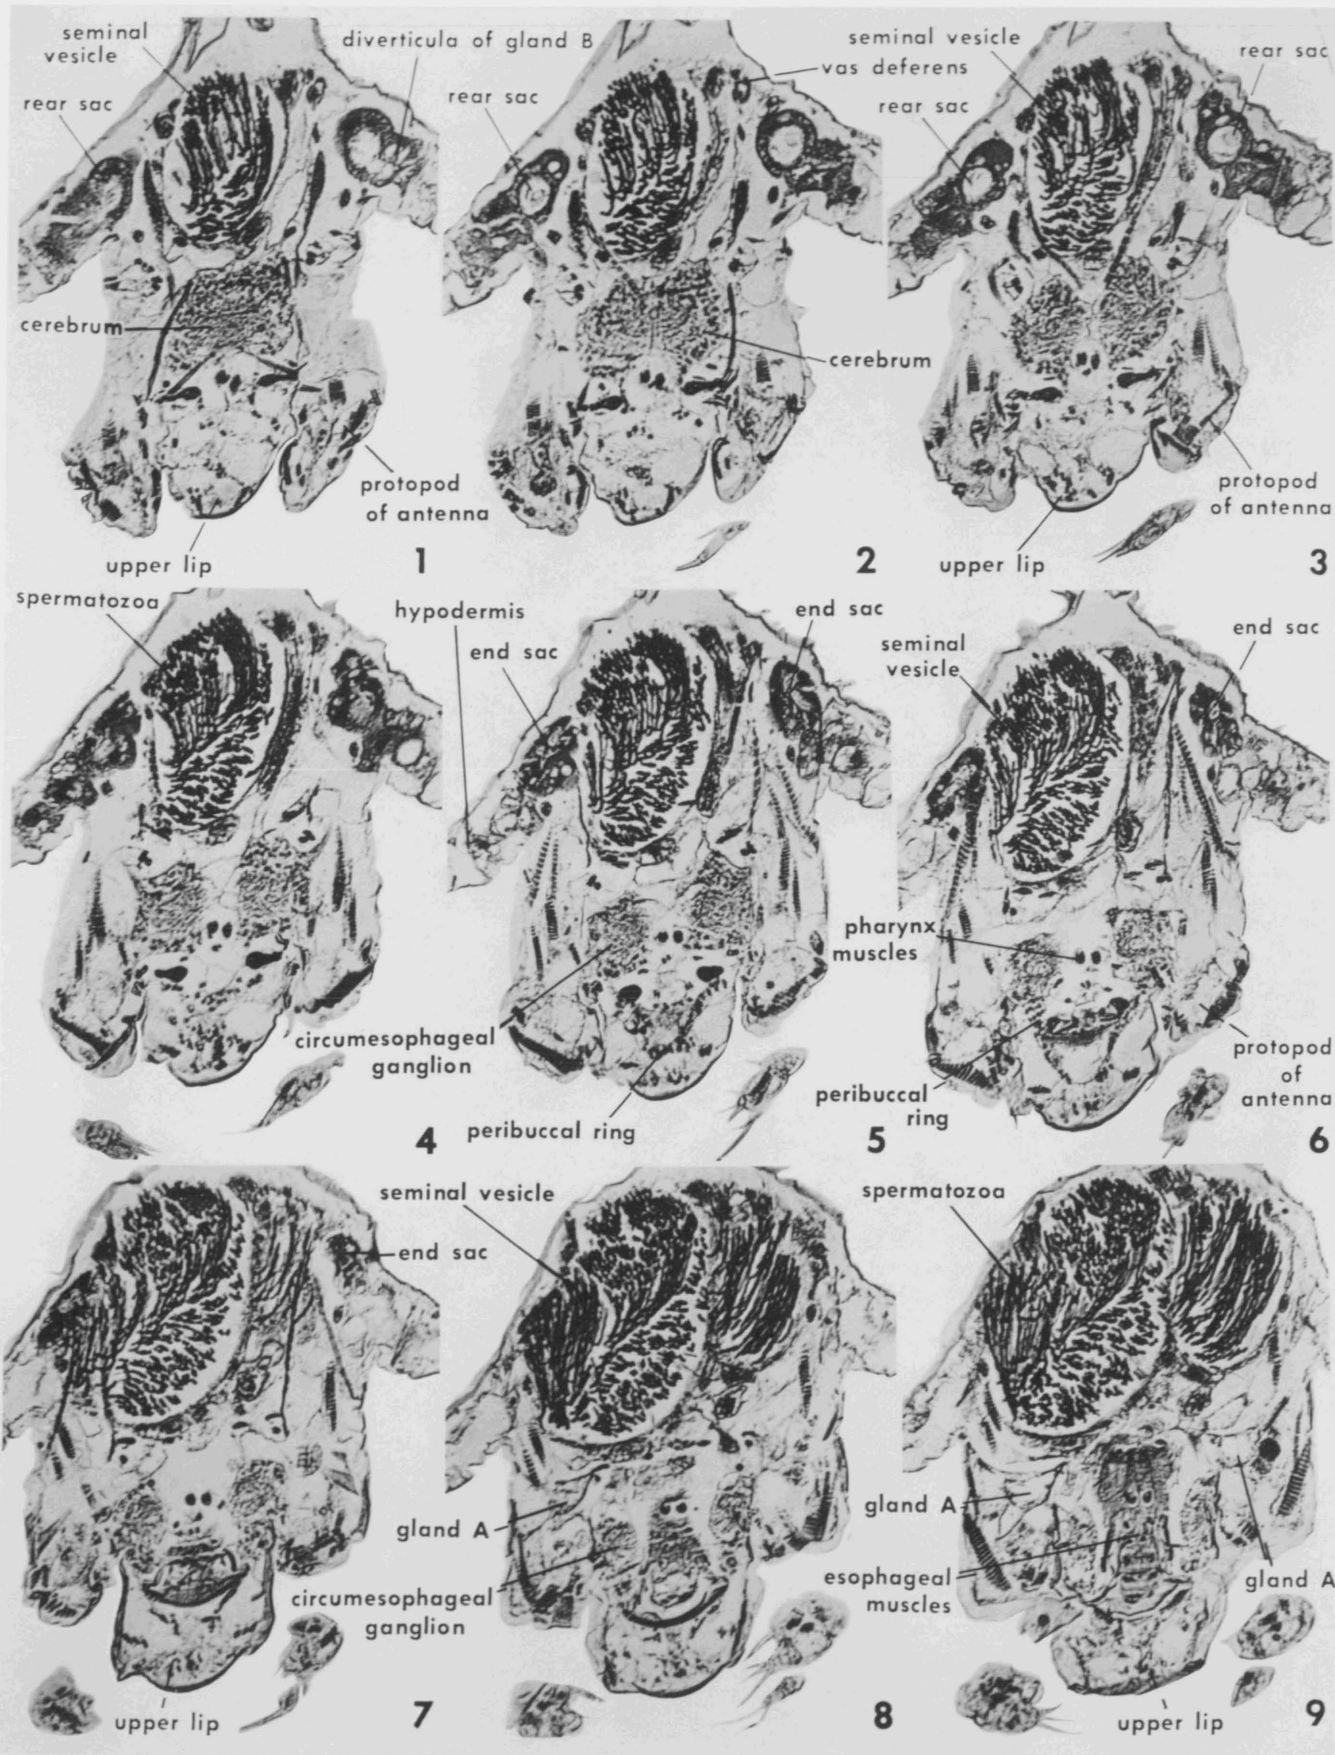 seminal
vesicle
diverticula of gland B
rear sac
cerebrum
protopod
of antenna
upper lip
1
rear sac
vas deferens
cerebrum
2
seminal vesicle
rear sac
rear sac
protopod
of antenna
upper lip
3
spermatozoa
4
hypodermis
end sac
end sac
circumesophageal
ganglion
peribuccal ring
5
seminal
vesicle
end sac
pharynx
muscles
peribuccal
ring
protopod
of
antenna
6
end sac
upper lip
7
seminal vesicle
gland A
circumesophageal
ganglion
8
spermatozoa
gland A
esophageal
muscles
gland A
upper lip
9